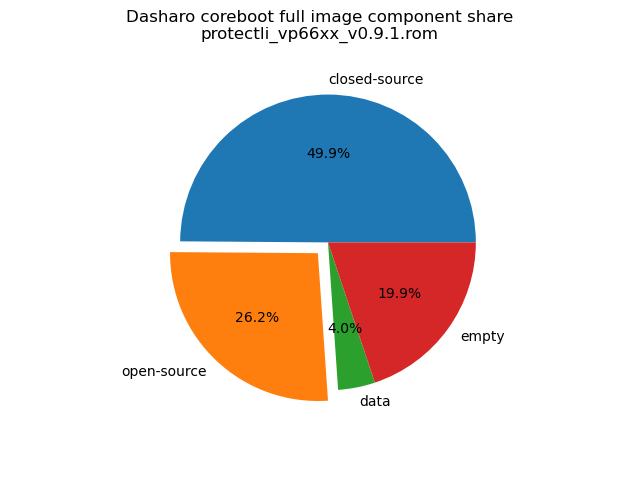 Dasharo coreboot full image component share
protectli_vp66xx_v0.9.1.rom
closed-source
49.9%
26.2%
4.0%
19.9%
open-source
data
empty